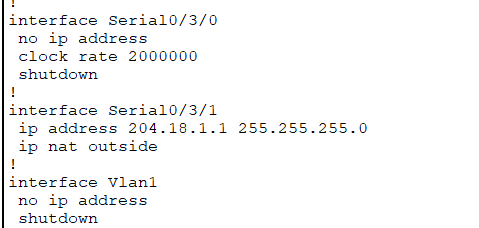 !
interface Serial0/3/0
 no ip address
 clock rate 2000000
 shutdown
!
interface Serial0/3/1
 ip address 204.18.1.1 255.255.255.0
 ip nat outside
!
interface Vlan1
 no ip address
 shutdown